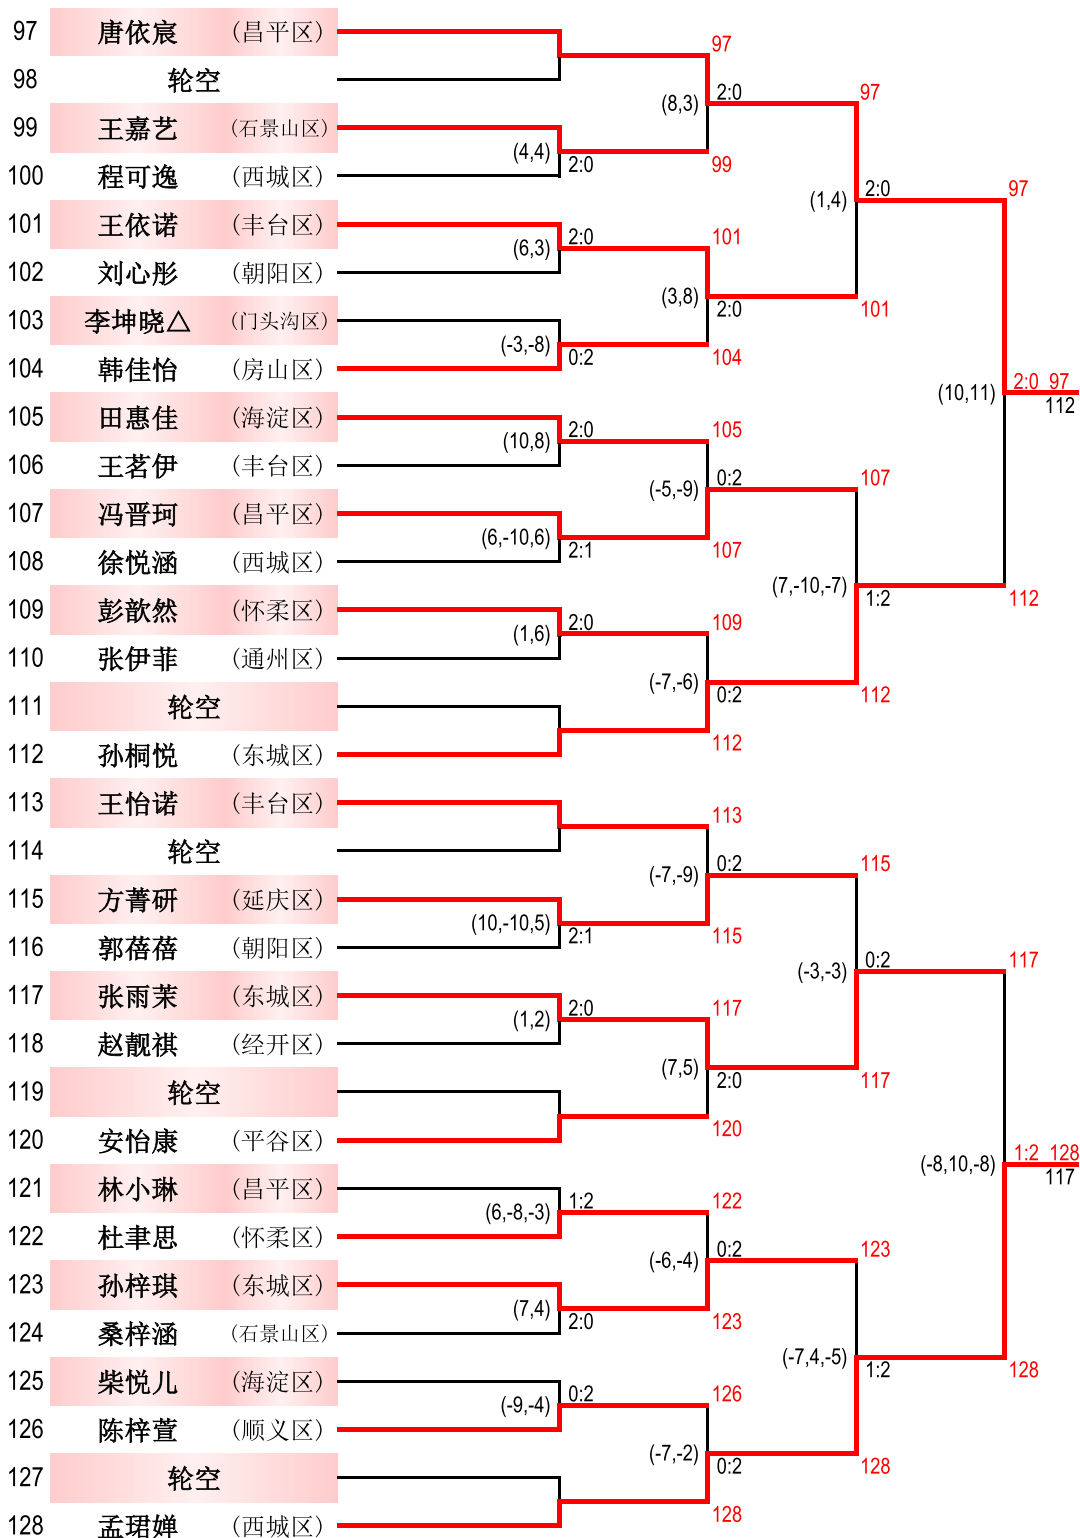 97 唐依宸 (昌平区)
97
98 轮空
(8,3) 2:0 97
99 王嘉艺 (石景山区)
(4,4) 2:0 99
100 程可逸 (西城区)
(1,4) 2:0 97
101 王依诺 (丰台区)
(6,3) 2:0 101
102 刘心彤 (朝阳区)
(3,8) 2:0 101
103 李坤晓△ (门头沟区)
(-3,-8) 0:2 104
104 韩佳怡 (房山区)
(10,11) 2:0 97
112
105 田惠佳 (海淀区)
(10,8) 2:0 105
106 王茗伊 (丰台区)
(-5,-9) 0:2 107
107 冯晋珂 (昌平区)
(6,-10,6) 2:1 107
108 徐悦涵 (西城区)
(7,-10,-7) 1:2 112
109 彭歆然 (怀柔区)
(1,6) 2:0 109
110 张伊菲 (通州区)
(-7,-6) 0:2 112
111 轮空
112
112 孙桐悦 (东城区)
113 王怡诺 (丰台区)
113
114 轮空
(-7,-9) 0:2 115
115 方菁研 (延庆区)
(10,-10,5) 2:1 115
116 郭蓓蓓 (朝阳区)
(-3,-3) 0:2 117
117 张雨茉 (东城区)
(1,2) 2:0 117
118 赵靓祺 (经开区)
(7,5) 2:0 117
119 轮空
120
120 安怡康 (平谷区)
(-8,10,-8) 1:2 128
117
121 林小琳 (昌平区)
(6,-8,-3) 1:2 122
122 杜聿思 (怀柔区)
(-6,-4) 0:2 123
123 孙梓琪 (东城区)
(7,4) 2:0 123
124 桑梓涵 (石景山区)
(-7,4,-5) 1:2 128
125 柴悦儿 (海淀区)
(-9,-4) 0:2 126
126 陈梓萱 (顺义区)
(-7,-2) 0:2 128
127 轮空
128
128 孟珺婵 (西城区)